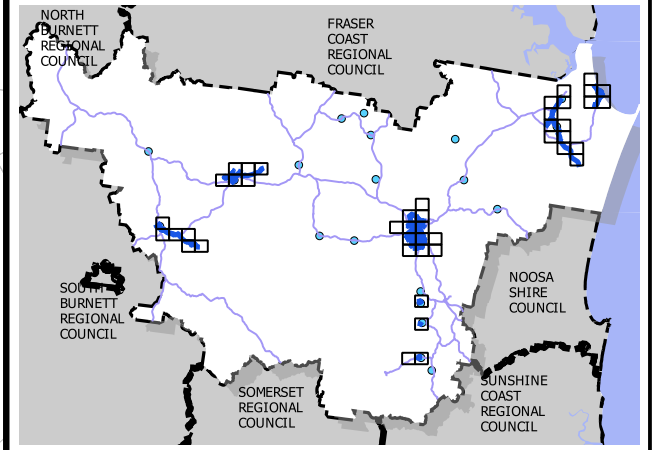 NORTH
BURNETT
REGIONAL
COUNCIL
FRASER
COAST
REGIONAL
COUNCIL
SOUTH
BURNETT
REGIONAL
COUNCIL
NOOSA
SHIRE
COUNCIL
SOMERSET
REGIONAL
COUNCIL
SUNSHINE
COAST
REGIONAL
COUNCIL